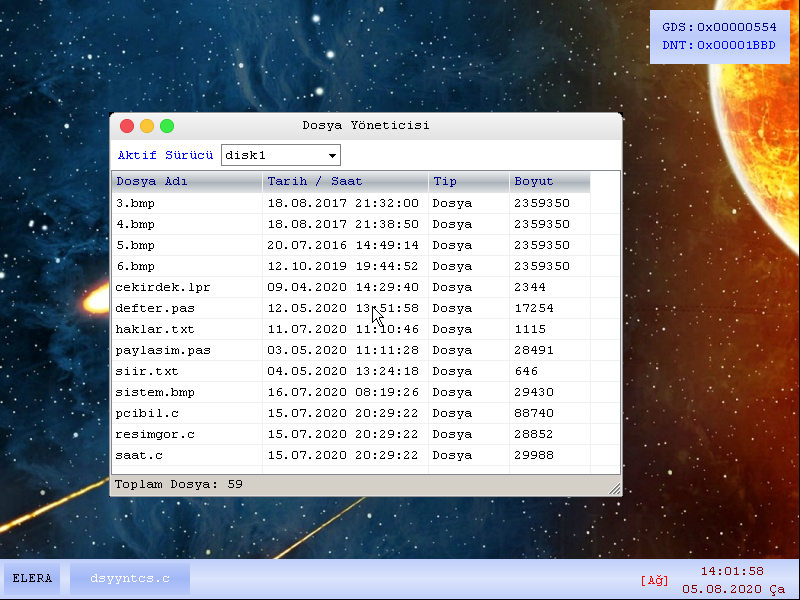 GDS:0x00000554
DNT:0x00001BBD
Dosya Yöneticisi
Aktif Sürücü disk1
Dosya Adı Tarih / Saat Tip Boyut
3.bmp 18.08.2017 21:32:00 Dosya 2359350
4.bmp 18.08.2017 21:38:50 Dosya 2359350
5.bmp 20.07.2016 14:49:14 Dosya 2359350
6.bmp 12.10.2019 19:44:52 Dosya 2359350
cekirdek.lpr 09.04.2020 14:29:40 Dosya 2344
defter.pas 12.05.2020 13:51:58 Dosya 17254
haklar.txt 11.07.2020 11:10:46 Dosya 1115
paylasim.pas 03.05.2020 11:11:28 Dosya 28491
siir.txt 04.05.2020 13:24:18 Dosya 646
sistem.bmp 16.07.2020 08:19:26 Dosya 29430
pcibil.c 15.07.2020 20:29:22 Dosya 88740
resimgor.c 15.07.2020 20:29:22 Dosya 28852
saat.c 15.07.2020 20:29:22 Dosya 29988
Toplam Dosya: 59
ELERA dsyyntcs.c [Ağ] 14:01:58
05.08.2020 Ça